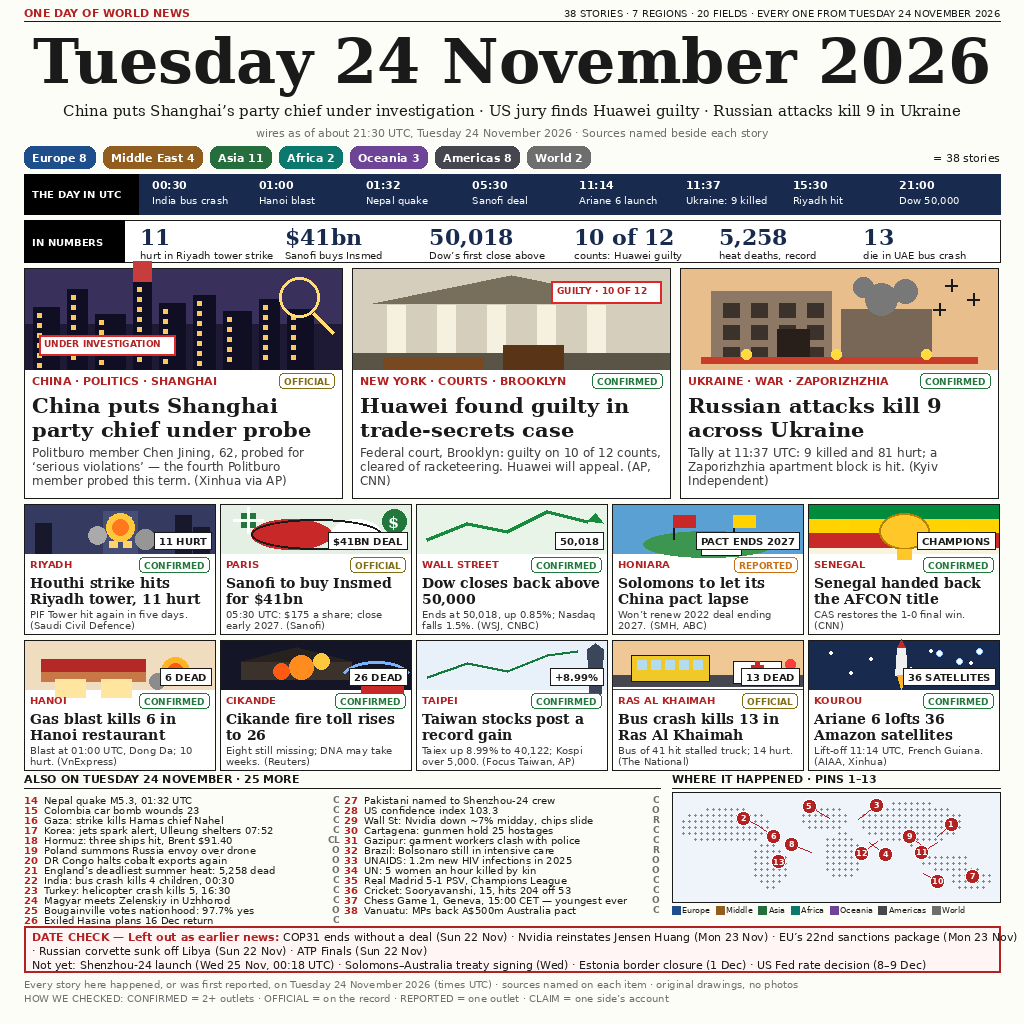 ONE DAY OF WORLD NEWS
38 STORIES · 7 REGIONS · 20 FIELDS · EVERY ONE FROM TUESDAY 24 NOVEMBER 2026
Tuesday 24 November 2026
China puts Shanghai’s party chief under investigation · US jury finds Huawei guilty · Russian attacks kill 9 in Ukraine
wires as of about 21:30 UTC, Tuesday 24 November 2026 · Sources named beside each story
Europe 8 Middle East 4 Asia 11 Africa 2 Oceania 3 Americas 8 World 2 = 38 stories
THE DAY IN UTC
00:30 01:00 01:32 05:30 11:14 11:37 15:30 21:00
India bus crash Hanoi blast Nepal quake Sanofi deal Ariane 6 launch Ukraine: 9 killed Riyadh hit Dow 50,000
IN NUMBERS
11 $41bn 50,018 10 of 12 5,258 13
hurt in Riyadh tower strike Sanofi buys Insmed Dow’s first close above counts: Huawei guilty heat deaths, record die in UAE bus crash
UNDER INVESTIGATION
CHINA · POLITICS · SHANGHAI OFFICIAL
China puts Shanghai
party chief under probe
Politburo member Chen Jining, 62, probed for
‘serious violations’ — the fourth Politburo
member probed this term. (Xinhua via AP)
GUILTY · 10 OF 12
NEW YORK · COURTS · BROOKLYN CONFIRMED
Huawei found guilty in
trade-secrets case
Federal court, Brooklyn: guilty on 10 of 12 counts,
cleared of racketeering. Huawei will appeal. (AP,
CNN)
UKRAINE · WAR · ZAPORIZHZHIA CONFIRMED
Russian attacks kill 9
across Ukraine
Tally at 11:37 UTC: 9 killed and 81 hurt; a
Zaporizhzhia apartment block is hit. (Kyiv
Independent)
11 HURT
RIYADH CONFIRMED
Houthi strike hits
Riyadh tower, 11 hurt
PIF Tower hit again in five days.
(Saudi Civil Defence)
$
$41BN DEAL
PARIS OFFICIAL
Sanofi to buy Insmed
for $41bn
05:30 UTC: $175 a share; close
early 2027. (Sanofi)
50,018
WALL STREET CONFIRMED
Dow closes back above
50,000
Ends at 50,018, up 0.85%; Nasdaq
falls 1.5%. (WSJ, CNBC)
PACT ENDS 2027
HONIARA REPORTED
Solomons to let its
China pact lapse
Won’t renew 2022 deal ending
2027. (SMH, ABC)
CHAMPIONS
SENEGAL CONFIRMED
Senegal handed back
the AFCON title
CAS restores the 1-0 final win.
(CNN)
6 DEAD
HANOI CONFIRMED
Gas blast kills 6 in
Hanoi restaurant
Blast at 01:00 UTC, Dong Da; 10
hurt. (VnExpress)
26 DEAD
CIKANDE CONFIRMED
Cikande fire toll rises
to 26
Eight still missing; DNA may take
weeks. (Reuters)
+8.99%
TAIPEI CONFIRMED
Taiwan stocks post a
record gain
Taiex up 8.99% to 40,122; Kospi
over 5,000. (Focus Taiwan, AP)
13 DEAD
RAS AL KHAIMAH OFFICIAL
Bus crash kills 13 in
Ras Al Khaimah
Bus of 41 hit stalled truck; 14 hurt.
(The National)
36 SATELLITES
KOUROU CONFIRMED
Ariane 6 lofts 36
Amazon satellites
Lift-off 11:14 UTC, French Guiana.
(AIAA, Xinhua)
ALSO ON TUESDAY 24 NOVEMBER · 25 MORE
14 Nepal quake M5.3, 01:32 UTC C
15 Colombia car bomb wounds 23 C
16 Gaza: strike kills Hamas chief Nahel C
17 Korea: jets spark alert, Ulleung shelters 07:52 C
18 Hormuz: three ships hit, Brent $91.40 CL
19 Poland summons Russia envoy over drone O
20 DR Congo halts cobalt exports again O
21 England’s deadliest summer heat: 5,258 dead O
22 India: bus crash kills 4 children, 00:30 C
23 Turkey: helicopter crash kills 5, 16:30 C
24 Magyar meets Zelenskiy in Uzhhorod C
25 Bougainville votes nationhood: 97.7% yes O
26 Exiled Hasina plans 16 Dec return C
27 Pakistani named to Shenzhou-24 crew C
28 US confidence index 103.3 O
29 Wall St: Nvidia down ~7% midday, chips slide R
30 Cartagena: gunmen hold 25 hostages C
31 Gazipur: garment workers clash with police C
32 Brazil: Bolsonaro still in intensive care R
33 UNAIDS: 1.2m new HIV infections in 2025 O
34 UN: 5 women an hour killed by kin O
35 Real Madrid 5-1 PSV, Champions League C
36 Cricket: Sooryavanshi, 15, hits 204 off 53 C
37 Chess Game 1, Geneva, 15:00 CET — youngest ever O
38 Vanuatu: MPs back A$500m Australia pact C
WHERE IT HAPPENED · PINS 1–13
5 3 2 1 6 9 8 12 4 11 13 7 10
Europe Middle Asia Africa Oceania Americas World
DATE CHECK — Left out as earlier news: COP31 ends without a deal (Sun 22 Nov) · Nvidia reinstates Jensen Huang (Mon 23 Nov) · EU’s 22nd sanctions package (Mon 23 Nov)
· Russian corvette sunk off Libya (Sun 22 Nov) · ATP Finals (Sun 22 Nov)
Not yet: Shenzhou-24 launch (Wed 25 Nov, 00:18 UTC) · Solomons–Australia treaty signing (Wed) · Estonia border closure (1 Dec) · US Fed rate decision (8–9 Dec)
Every story here happened, or was first reported, on Tuesday 24 November 2026 (times UTC) · sources named on each item · original drawings, no photos
HOW WE CHECKED: CONFIRMED = 2+ outlets · OFFICIAL = on the record · REPORTED = one outlet · CLAIM = one side’s account